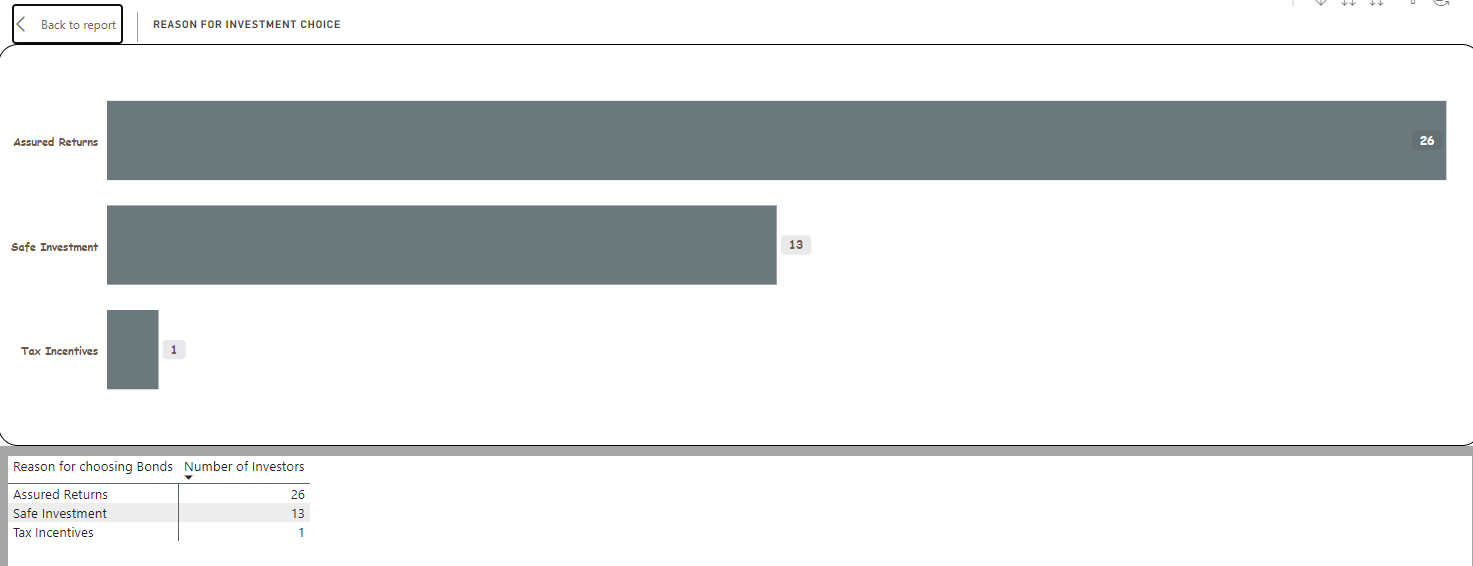 Back to report
REASON FOR INVESTMENT CHOICE
Assured Returns
26
Safe Investment
13
Tax Incentives
1
Reason for choosing Bonds Number of Investors
Assured Returns 26
Safe Investment 13
Tax Incentives 1